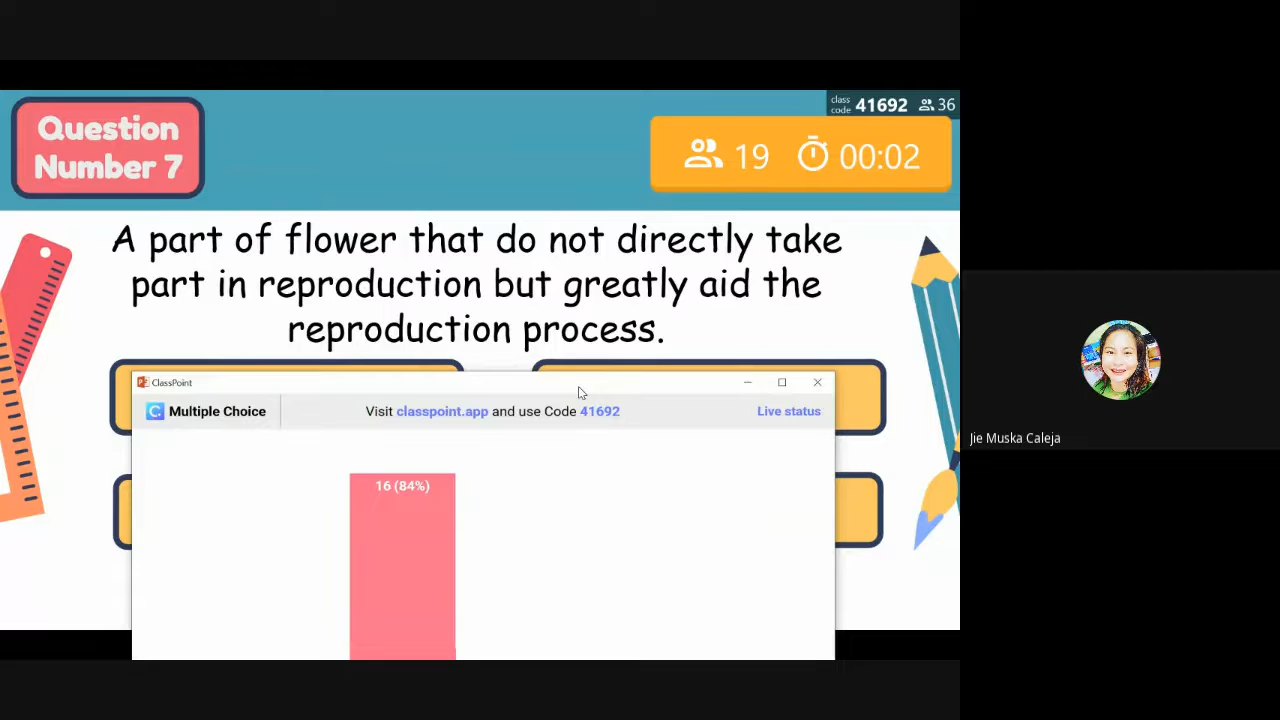 Question
Number 7
class
code 41692 36
19 00:02
A part of flower that do not directly take
part in reproduction but greatly aid the
reproduction process.
ClassPoint
Multiple Choice
Visit classpoint.app and use Code 41692
Live status
16 (84%)
Jie Muska Caleja